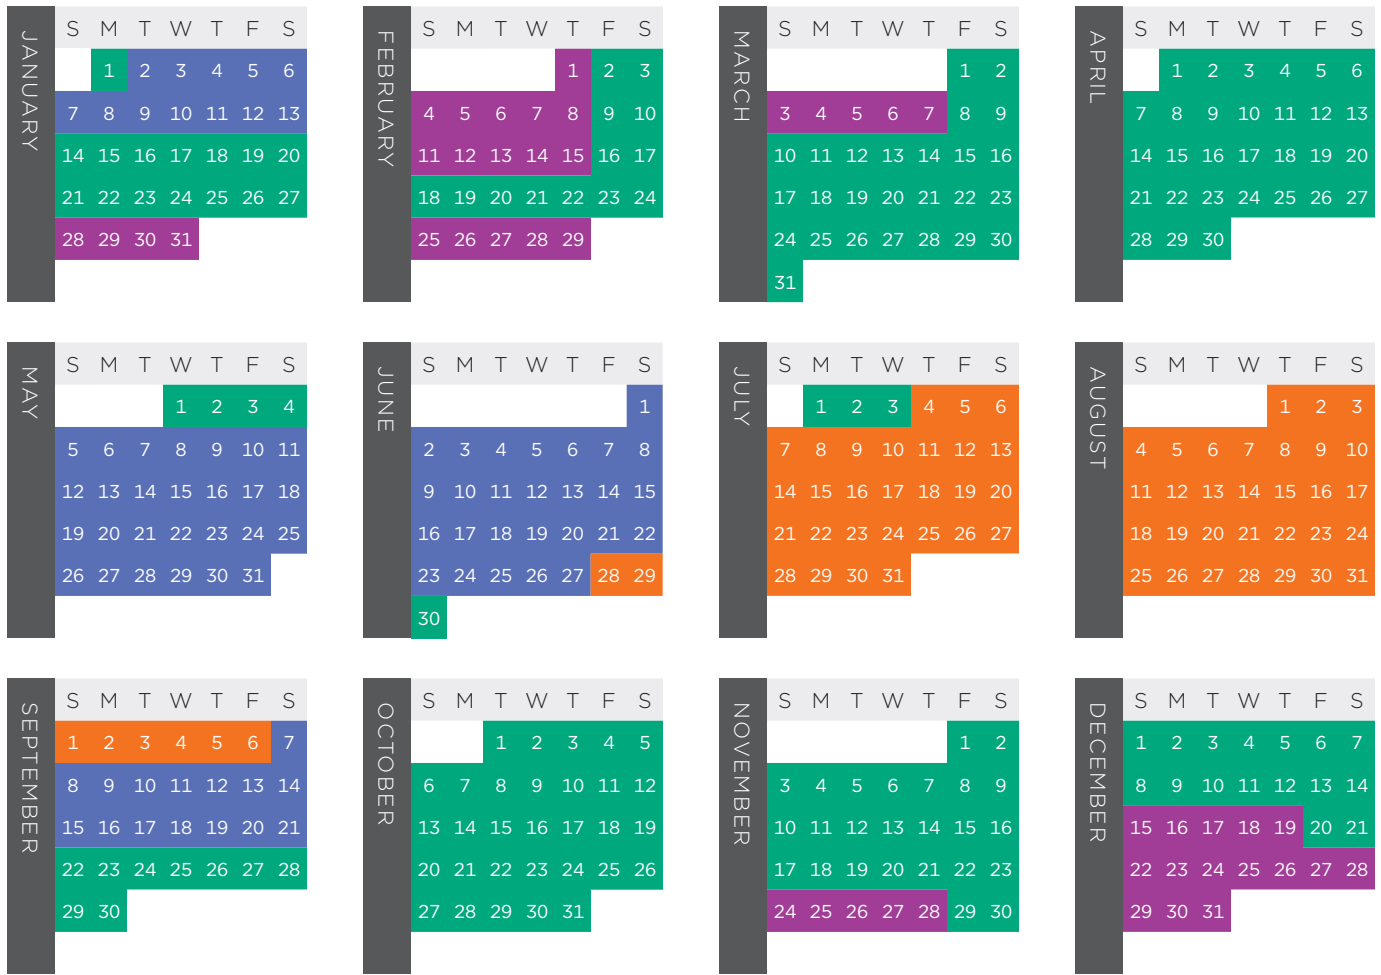 JANUARY
S M T W T F S
1 2 3 4 5 6
7 8 9 10 11 12 13
14 15 16 17 18 19 20
21 22 23 24 25 26 27
28 29 30 31
FEBRUARY
S M T W T F S
1 2 3
4 5 6 7 8 9 10
11 12 13 14 15 16 17
18 19 20 21 22 23 24
25 26 27 28 29
MARCH
S M T W T F S
1 2
3 4 5 6 7 8 9
10 11 12 13 14 15 16
17 18 19 20 21 22 23
24 25 26 27 28 29 30
31
APRIL
S M T W T F S
1 2 3 4 5 6
7 8 9 10 11 12 13
14 15 16 17 18 19 20
21 22 23 24 25 26 27
28 29 30
MAY
S M T W T F S
1 2 3 4
5 6 7 8 9 10 11
12 13 14 15 16 17 18
19 20 21 22 23 24 25
26 27 28 29 30 31
JUNE
S M T W T F S
1
2 3 4 5 6 7 8
9 10 11 12 13 14 15
16 17 18 19 20 21 22
23 24 25 26 27 28 29
30
JULY
S M T W T F S
1 2 3 4 5 6
7 8 9 10 11 12 13
14 15 16 17 18 19 20
21 22 23 24 25 26 27
28 29 30 31
AUGUST
S M T W T F S
1 2 3
4 5 6 7 8 9 10
11 12 13 14 15 16 17
18 19 20 21 22 23 24
25 26 27 28 29 30 31
SEPTEMBER
S M T W T F S
1 2 3 4 5 6 7
8 9 10 11 12 13 14
15 16 17 18 19 20 21
22 23 24 25 26 27 28
29 30
OCTOBER
S M T W T F S
1 2 3 4 5
6 7 8 9 10 11 12
13 14 15 16 17 18 19
20 21 22 23 24 25 26
27 28 29 30 31
NOVEMBER
S M T W T F S
1 2
3 4 5 6 7 8 9
10 11 12 13 14 15 16
17 18 19 20 21 22 23
24 25 26 27 28 29 30
DECEMBER
S M T W T F S
1 2 3 4 5 6 7
8 9 10 11 12 13 14
15 16 17 18 19 20 21
22 23 24 25 26 27 28
29 30 31